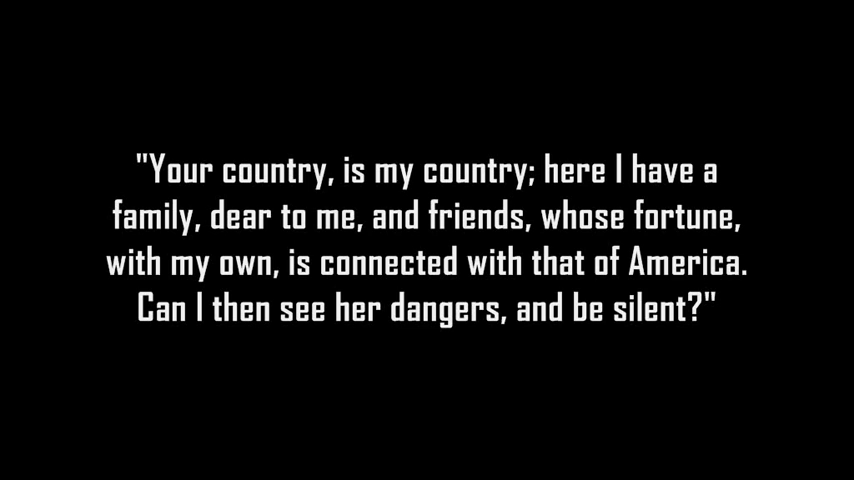 "Your country, is my country; here I have a
family, dear to me, and friends, whose fortune,
with my own, is connected with that of America.
Can I then see her dangers, and be silent?"